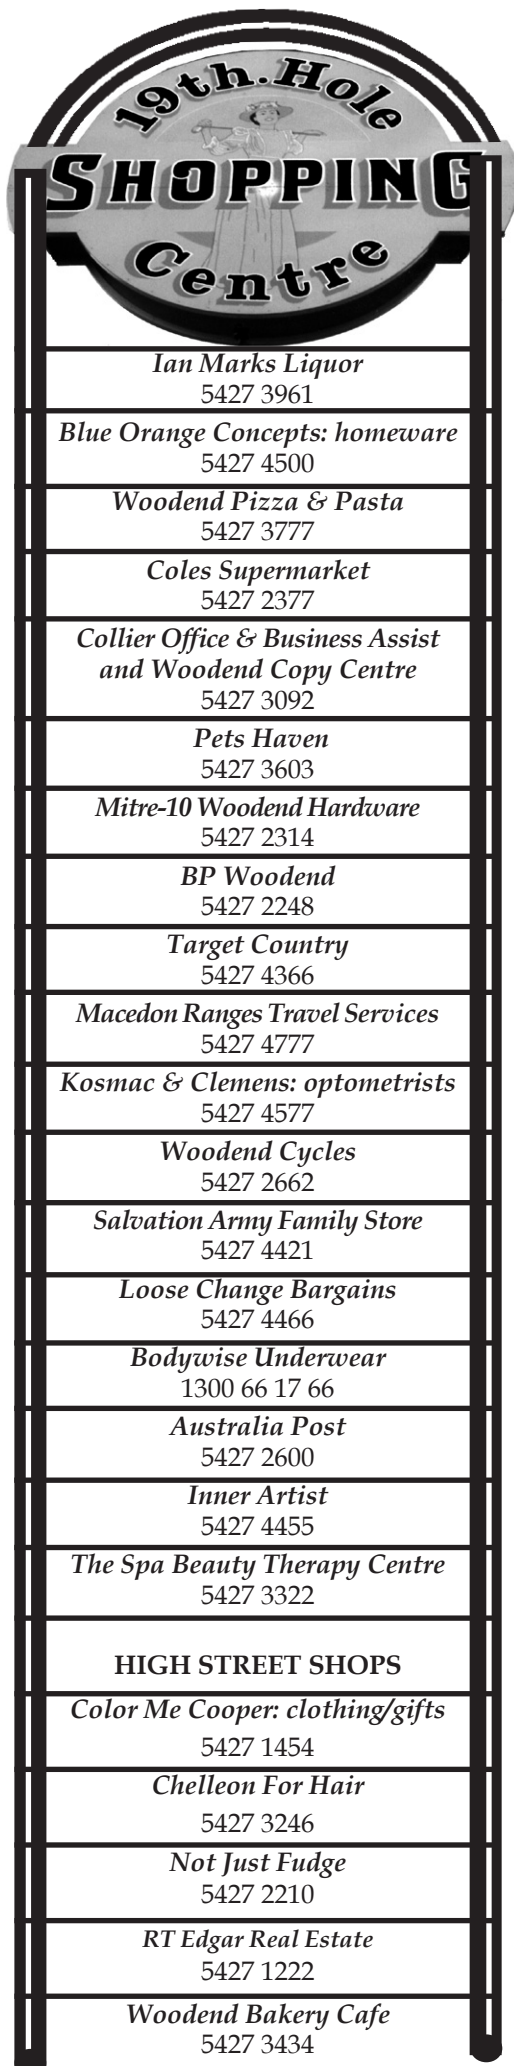 19th. Hole
SHOPPING
Centre
Ian Marks Liquor
5427 3961
Blue Orange Concepts: homeware
5427 4500
Woodend Pizza & Pasta
5427 3777
Coles Supermarket
5427 2377
Collier Office & Business Assist
and Woodend Copy Centre
5427 3092
Pets Haven
5427 3603
Mitre-10 Woodend Hardware
5427 2314
BP Woodend
5427 2248
Target Country
5427 4366
Macedon Ranges Travel Services
5427 4777
Kosmac & Clemens: optometrists
5427 4577
Woodend Cycles
5427 2662
Salvation Army Family Store
5427 4421
Loose Change Bargains
5427 4466
Bodywise Underwear
1300 66 17 66
Australia Post
5427 2600
Inner Artist
5427 4455
The Spa Beauty Therapy Centre
5427 3322
HIGH STREET SHOPS
Color Me Cooper: clothing/gifts
5427 1454
Chelleon For Hair
5427 3246
Not Just Fudge
5427 2210
RT Edgar Real Estate
5427 1222
Woodend Bakery Cafe
5427 3434